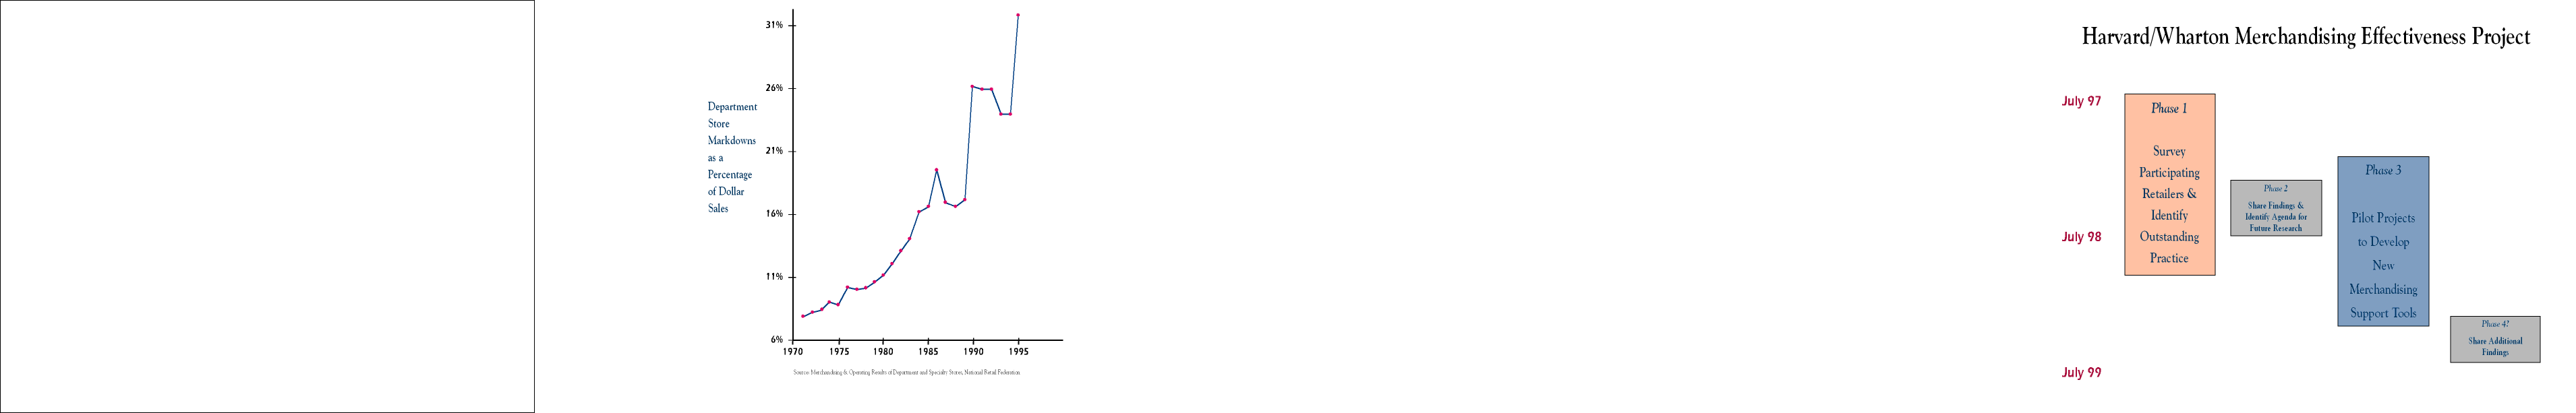 31%
26%
21%
16%
11%
6%
Department
Store
Markdowns
as a
Percentage
of Dollar
Sales
1970 1975 1980 1985 1990 1995
Source: Merchandising & Operating Results of Department and Specialty Stores, National Retail Federation
Harvard/Wharton Merchandising Effectiveness Project
July 97
July 98
July 99
Phase 1
Survey
Participating
Retailers &
Identify
Outstanding
Practice
Phase 2
Share Findings &
Identify Agenda for
Future Research
Phase 3
Pilot Projects
to Develop
New
Merchandising
Support Tools
Phase 4?
Share Additional
Findings